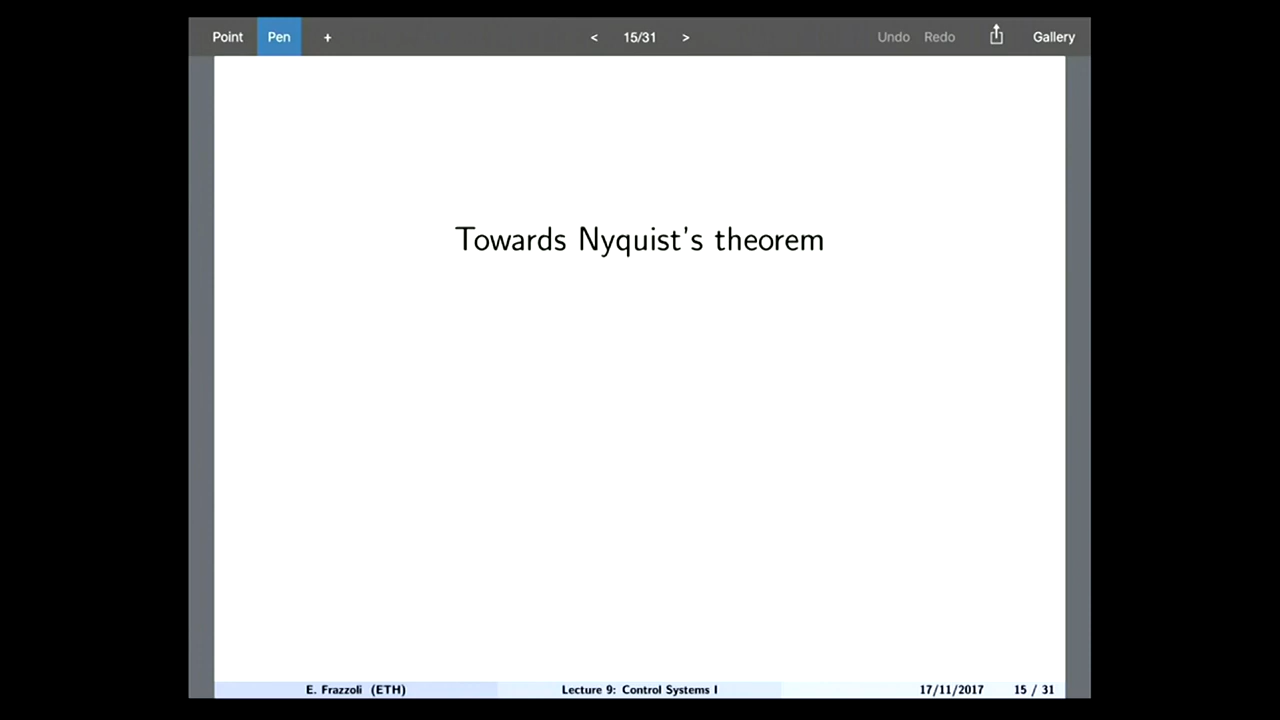 Point Pen + < 15/31 > Undo Redo Gallery
Towards Nyquist's theorem
E. Frazzoli (ETH) Lecture 9: Control Systems I 17/11/2017 15 / 31